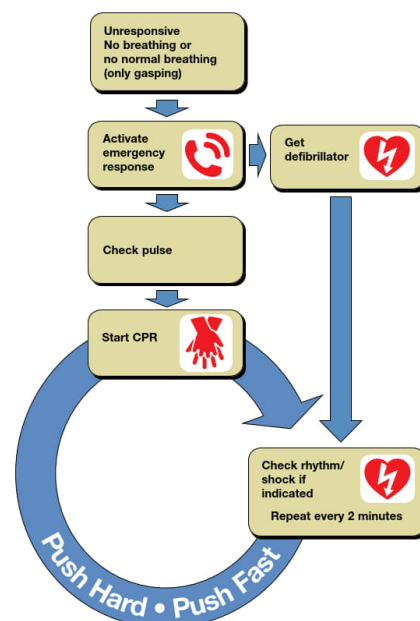 Unresponsive
No breathing or
no normal breathing
(only gasping)
Activate
emergency
response
Get
defibrillator
Check pulse
Start CPR
Check rhythm/
shock if
indicated
Repeat every 2 minutes
Push Hard • Push Fast